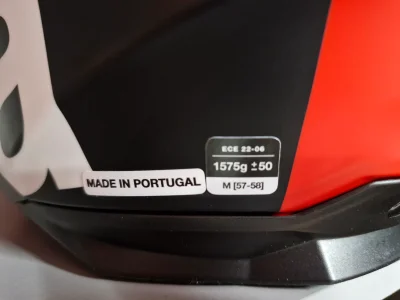 MADE IN PORTUGAL
ECE 22-06
1575g ±50
M [57-58]